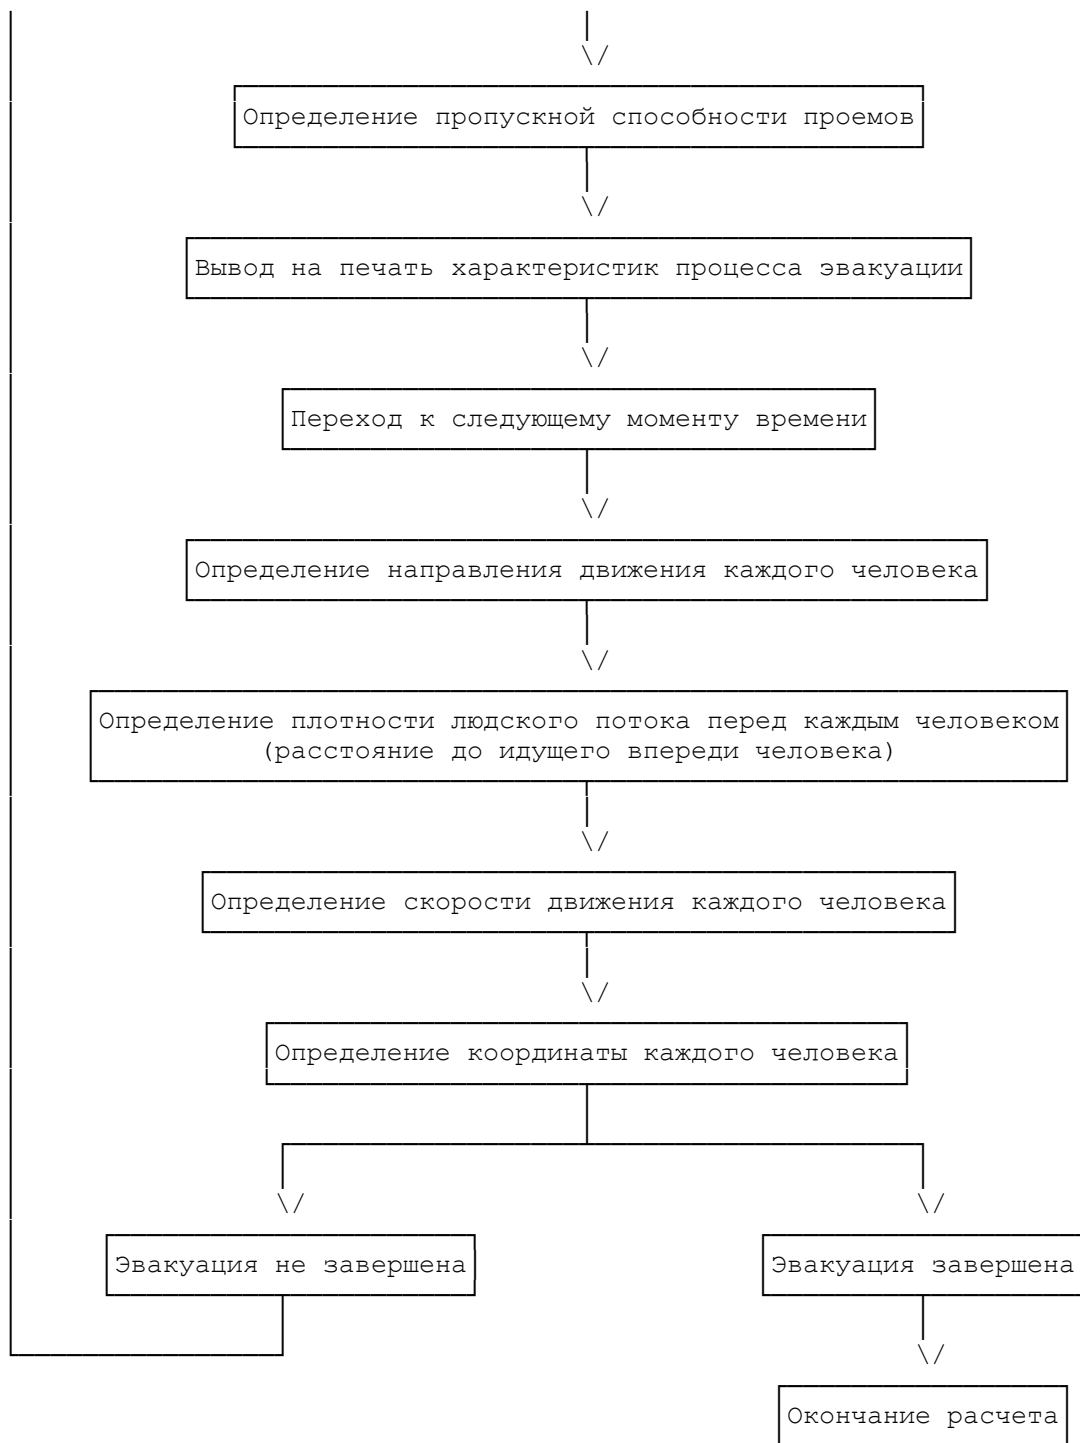 Определение пропускной способности проемов
Вывод на печать характеристик процесса эвакуации
Переход к следующему моменту времени
Определение направления движения каждого человека
Определение плотности людского потока перед каждым человеком
(расстояние до идущего впереди человека)
Определение скорости движения каждого человека
Определение координаты каждого человека
Эвакуация не завершена
Эвакуация завершена
Окончание расчета